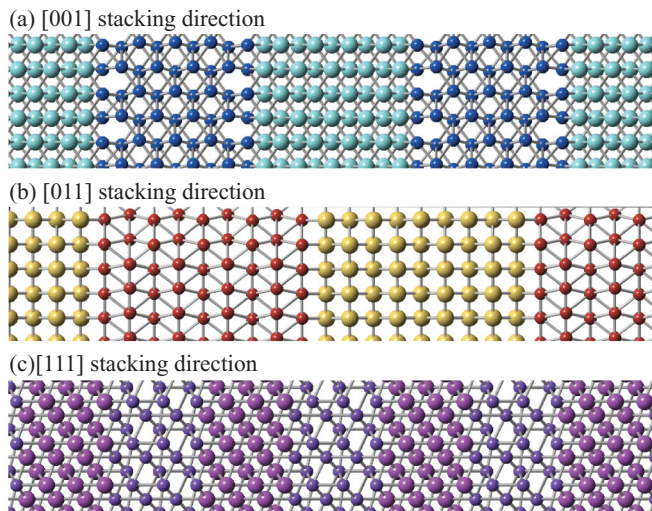 (a) [001] stacking direction
(b) [011] stacking direction
(c)[111] stacking direction